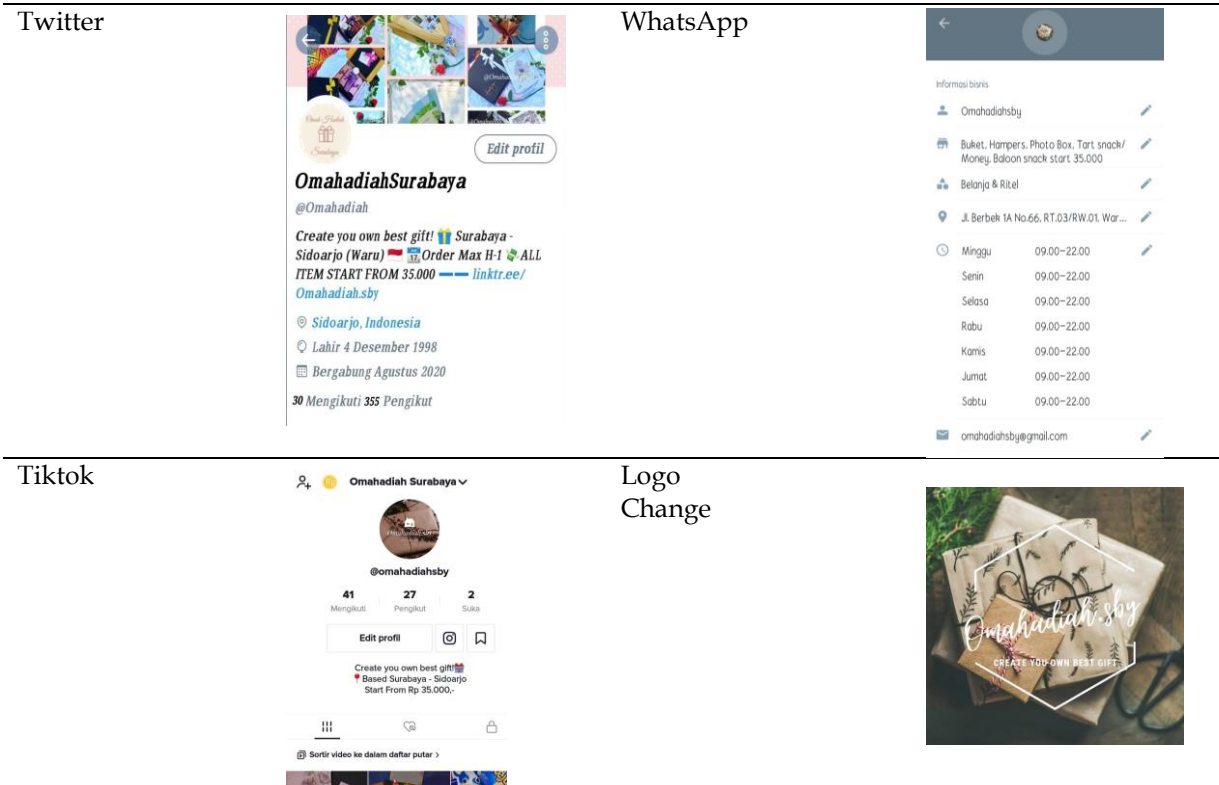 Twitter
Omah Hadiah
Surabaya
Edit profil
OmahadiahSurabaya
@Omahadiah
Create you own best gift! 🎁 Surabaya -
Sidoarjo (Waru) 🇮🇩 📅Order Max H-1 💸ALL
ITEM START FROM 35.000 ➖➖ linktr.ee/
Omahadiah.sby
Sidoarjo, Indonesia
Lahir 4 Desember 1998
Bergabung Agustus 2020
30 Mengikuti 355 Pengikut
WhatsApp
Informasi bisnis
Omahadiahsby
Buket, Hampers, Photo Box, Tart snack/
Money, Baloon snack start 35.000
Belanja & Ritel
Jl. Berbek 1A No.66, RT.03/RW.01, War...
Minggu 09.00-22.00
Senin 09.00-22.00
Selasa 09.00-22.00
Rabu 09.00-22.00
Kamis 09.00-22.00
Jumat 09.00-22.00
Sabtu 09.00-22.00
omahadiahsby@gmail.com
Tiktok
Omahadiah Surabaya
Omahadiah.sby
@omahadiahsby
41 27 2
Mengikuti Pengikut Suka
Edit profil
Create you own best gift!🎁
📍Based Surabaya - Sidoarjo
Start From Rp 35.000,-
Sortir video ke dalam daftar putar >
Logo
Change
Omahadiah.sby
CREATE YOU OWN BEST GIFT